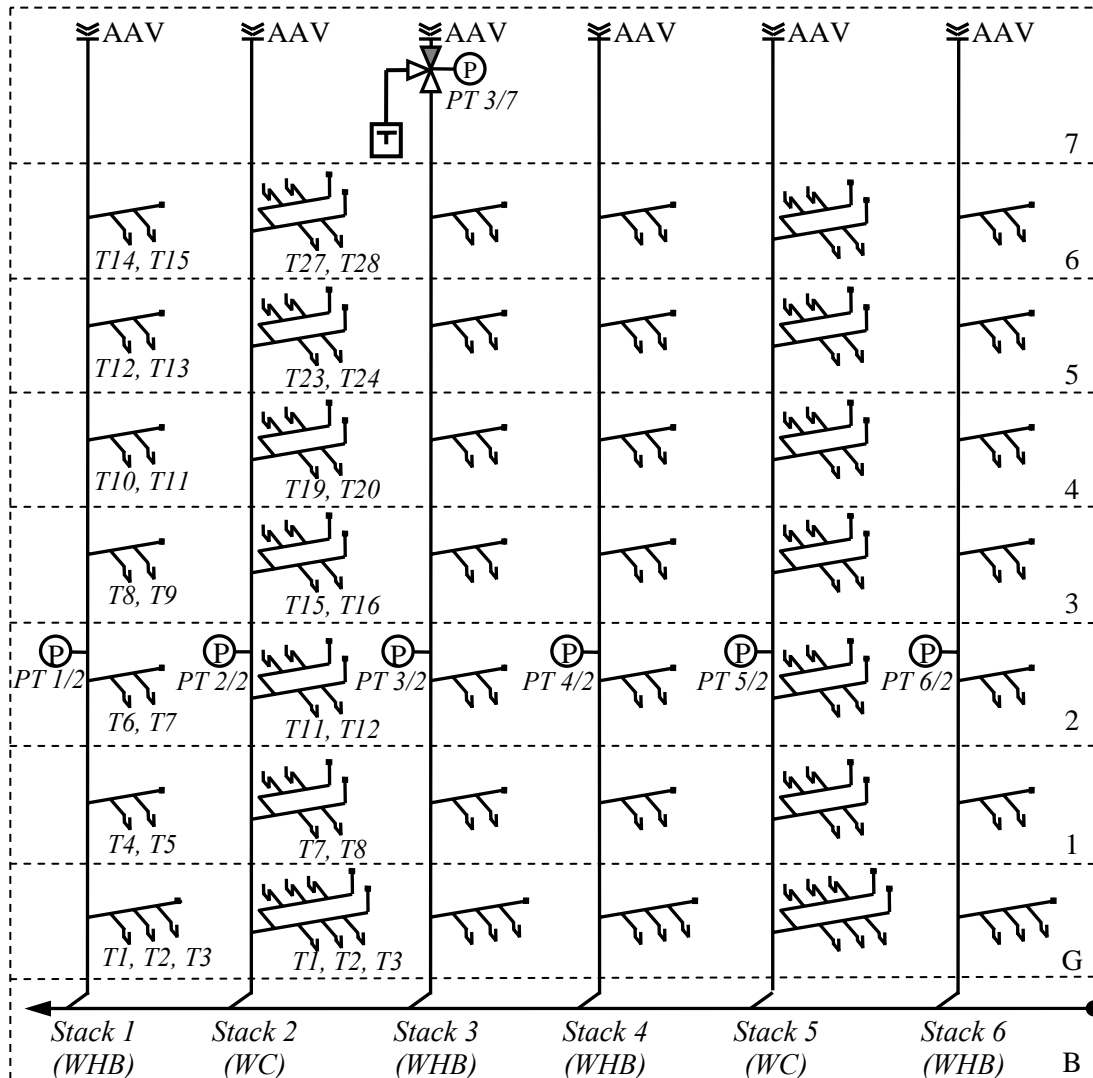 AAV AAV AAV AAV AAV AAV
P
PT 3/7
7
T14, T15 T27, T28 6
T12, T13 T23, T24 5
T10, T11 T19, T20 4
T8, T9 T15, T16 3
P P P P P P
PT 1/2 PT 2/2 PT 3/2 PT 4/2 PT 5/2 PT 6/2
T6, T7 T11, T12 2
T4, T5 T7, T8 1
T1, T2, T3 T1, T2, T3 G
Stack 1 Stack 2 Stack 3 Stack 4 Stack 5 Stack 6
(WHB) (WC) (WHB) (WHB) (WC) (WHB) B